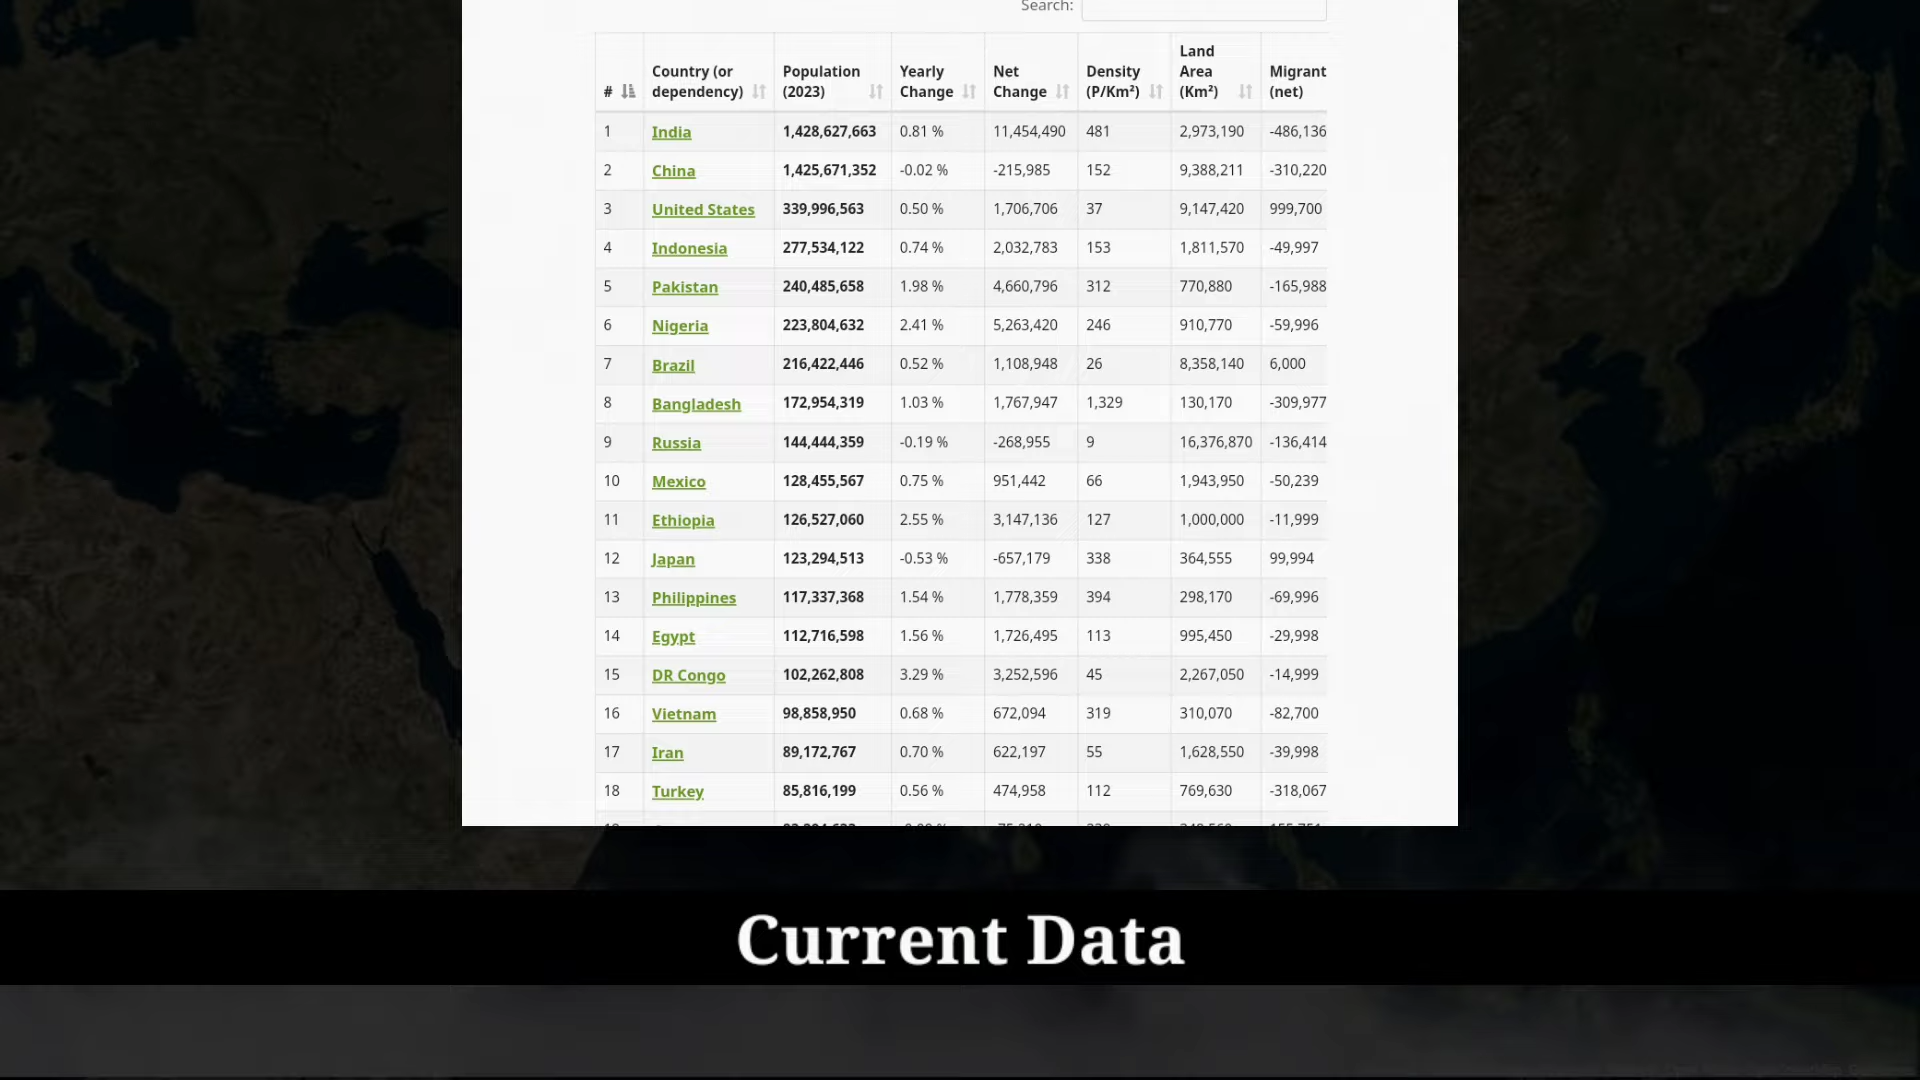 Search:
# Country (or dependency) Population (2023) Yearly Change Net Change Density (P/Km²) Land Area (Km²) Migrant (net)
1 India 1,428,627,663 0.81 % 11,454,490 481 2,973,190 -486,136
2 China 1,425,671,352 -0.02 % -215,985 152 9,388,211 -310,220
3 United States 339,996,563 0.50 % 1,706,706 37 9,147,420 999,700
4 Indonesia 277,534,122 0.74 % 2,032,783 153 1,811,570 -49,997
5 Pakistan 240,485,658 1.98 % 4,660,796 312 770,880 -165,988
6 Nigeria 223,804,632 2.41 % 5,263,420 246 910,770 -59,996
7 Brazil 216,422,446 0.52 % 1,108,948 26 8,358,140 6,000
8 Bangladesh 172,954,319 1.03 % 1,767,947 1,329 130,170 -309,977
9 Russia 144,444,359 -0.19 % -268,955 9 16,376,870 -136,414
10 Mexico 128,455,567 0.75 % 951,442 66 1,943,950 -50,239
11 Ethiopia 126,527,060 2.55 % 3,147,136 127 1,000,000 -11,999
12 Japan 123,294,513 -0.53 % -657,179 338 364,555 99,994
13 Philippines 117,337,368 1.54 % 1,778,359 394 298,170 -69,996
14 Egypt 112,716,598 1.56 % 1,726,495 113 995,450 -29,998
15 DR Congo 102,262,808 3.29 % 3,252,596 45 2,267,050 -14,999
16 Vietnam 98,858,950 0.68 % 672,094 319 310,070 -82,700
17 Iran 89,172,767 0.70 % 622,197 55 1,628,550 -39,998
18 Turkey 85,816,199 0.56 % 474,958 112 769,630 -318,067
Current Data